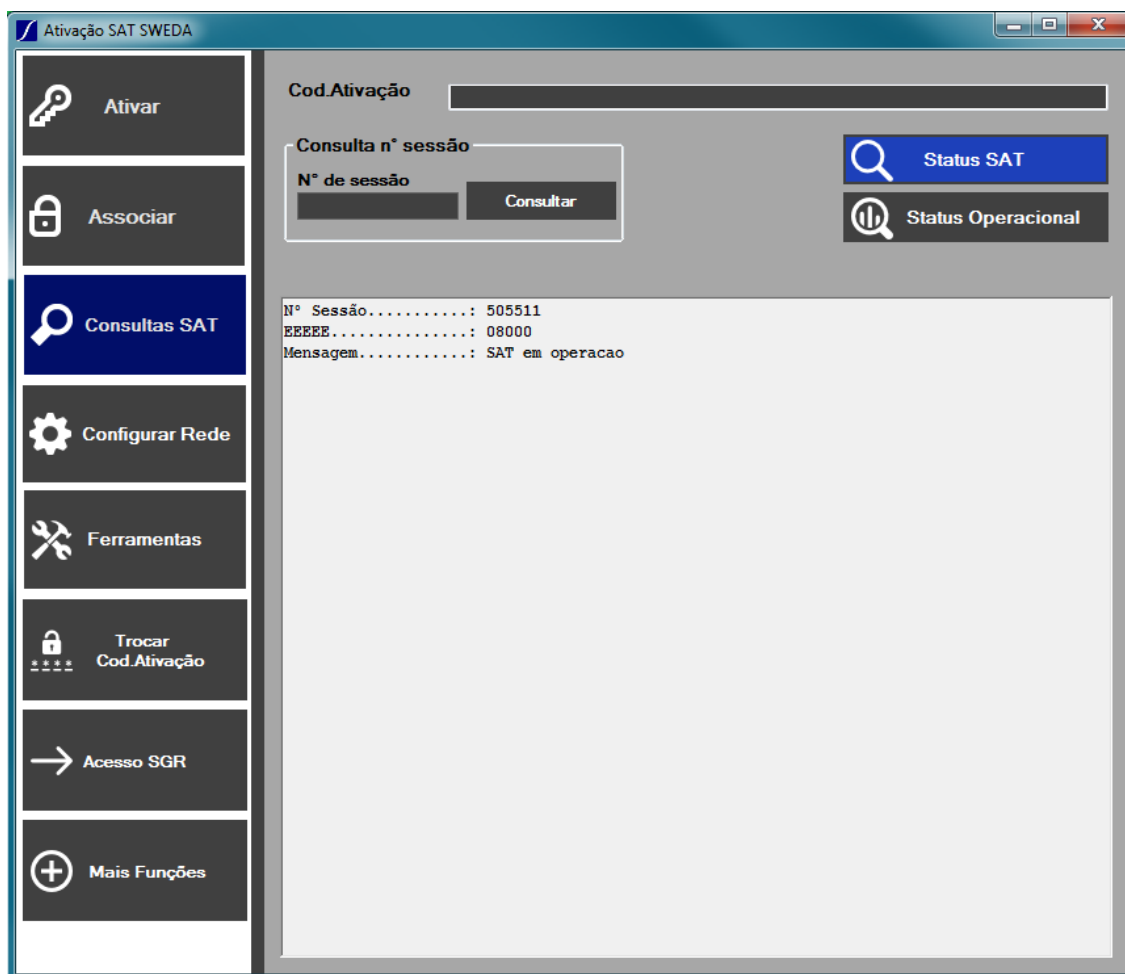 Ativação SAT SWEDA
Ativar
Associar
Consultas SAT
Configurar Rede
Ferramentas
Trocar
Cod.Ativação
Acesso SGR
Mais Funções
Cod.Ativação
Consulta n° sessão
N° de sessão
Consultar
Status SAT
Status Operacional
Nº Sessão...........: 505511
EEEEE...............: 08000
Mensagem............: SAT em operacao